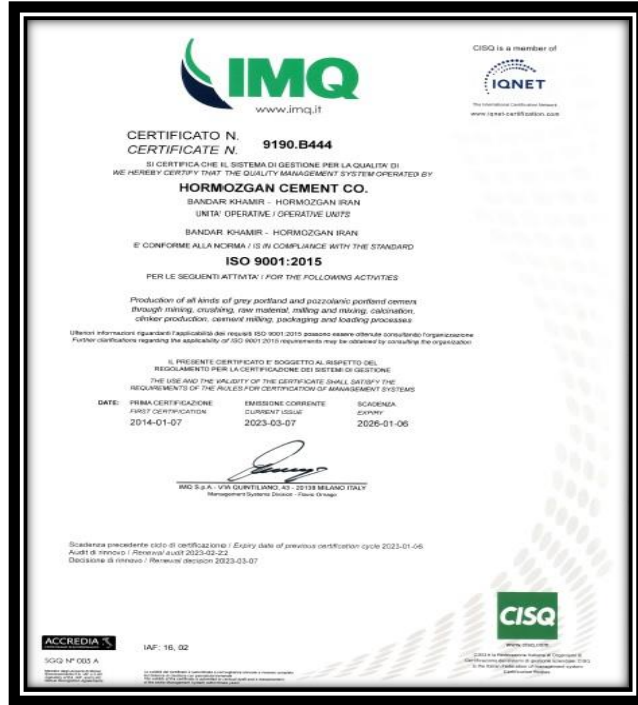 IMQ
www.imq.it
CISQ is a member of
IQNET
The International Certification Network
www.iqnet-certification.com
CERTIFICATO N.
CERTIFICATE N.
9190.B444
SI CERTIFICA CHE IL SISTEMA DI GESTIONE PER LA QUALITA' DI
WE HEREBY CERTIFY THAT THE QUALITY MANAGEMENT SYSTEM OPERATED BY
HORMOZGAN CEMENT CO.
BANDAR KHAMIR - HORMOZGAN IRAN
UNITA' OPERATIVE / OPERATIVE UNITS
BANDAR KHAMIR - HORMOZGAN IRAN
E' CONFORME ALLA NORMA / IS IN COMPLIANCE WITH THE STANDARD
ISO 9001:2015
PER LE SEGUENTI ATTIVITA' / FOR THE FOLLOWING ACTIVITIES
Production of all kinds of grey portland and pozzolanic portland cement
through mining, crushing, raw material, milling and mixing, calcination,
clinker production, cement milling, packaging and loading processes
Ulteriori informazioni riguardanti l'applicabilità dei requisiti ISO 9001:2015 possono essere ottenute consultando l'organizzazione
Further clarifications regarding the applicability of ISO 9001:2015 requirements may be obtained by consulting the organization
IL PRESENTE CERTIFICATO E' SOGGETTO AL RISPETTO DEL
REGOLAMENTO PER LA CERTIFICAZIONE DEI SISTEMI DI GESTIONE
THE USE AND THE VALIDITY OF THE CERTIFICATE SHALL SATISFY THE
REQUIREMENTS OF THE RULES FOR CERTIFICATION OF MANAGEMENT SYSTEMS
DATE: PRIMA CERTIFICAZIONE EMISSIONE CORRENTE SCADENZA
FIRST CERTIFICATION CURRENT ISSUE EXPIRY
2014-01-07 2023-03-07 2026-01-06
IMQ S.p.A. - VIA QUINTILIANO, 43 - 20138 MILANO ITALY
Management Systems Division - Flavio Ornago
Scadenza precedente ciclo di certificazione / Expiry date of previous certification cycle 2023-01-06
Audit di rinnovo / Renewal audit 2023-02-22
Decisione di rinnovo / Renewal decision 2023-03-07
ACCREDIA
SGQ N° 005 A
IAF: 16, 02
CISQ
www.cisq.com